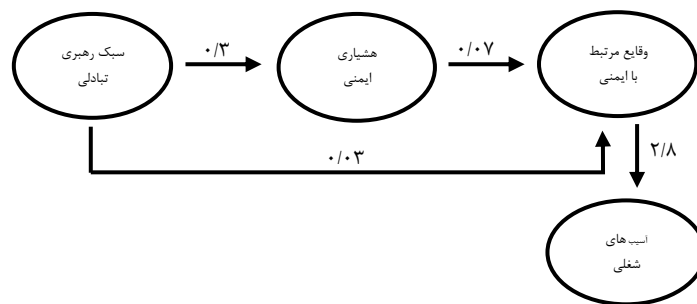 سبک رهبری
تبادلی
۰/۳
هشیاری
ایمنی
۰/۰۷
وقایع مرتبط
با ایمنی
۰/۰۳
۲/۸
آسیب‌های
شغلی